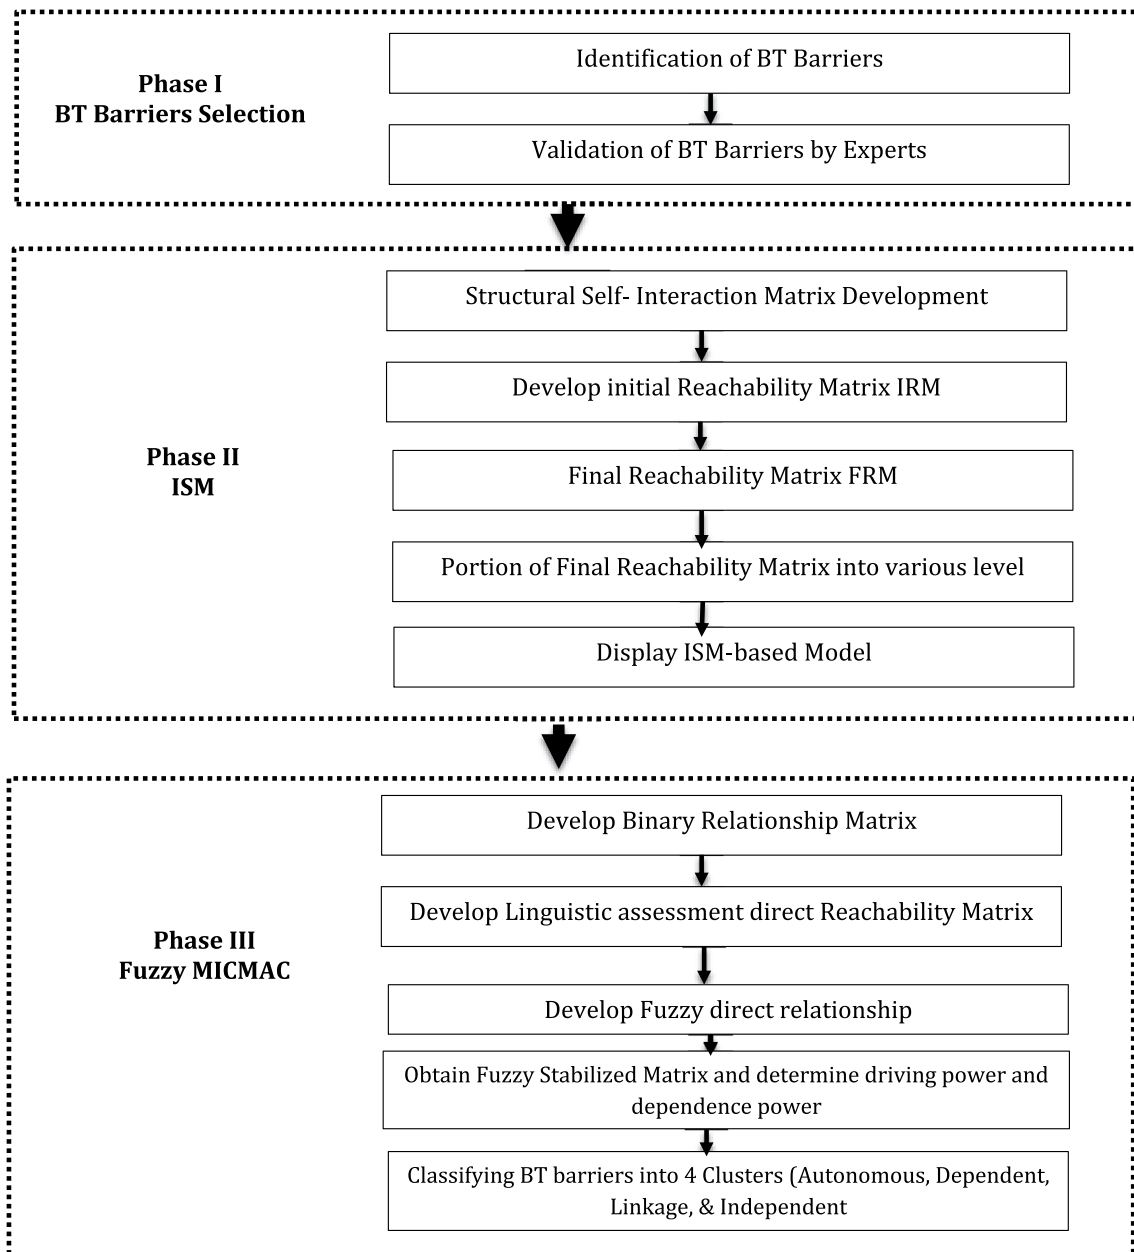 Phase I
BT Barriers Selection
Identification of BT Barriers
Validation of BT Barriers by Experts
Phase II
ISM
Structural Self- Interaction Matrix Development
Develop initial Reachability Matrix IRM
Final Reachability Matrix FRM
Portion of Final Reachability Matrix into various level
Display ISM-based Model
Phase III
Fuzzy MICMAC
Develop Binary Relationship Matrix
Develop Linguistic assessment direct Reachability Matrix
Develop Fuzzy direct relationship
Obtain Fuzzy Stabilized Matrix and determine driving power and
dependence power
Classifying BT barriers into 4 Clusters (Autonomous, Dependent,
Linkage, & Independent